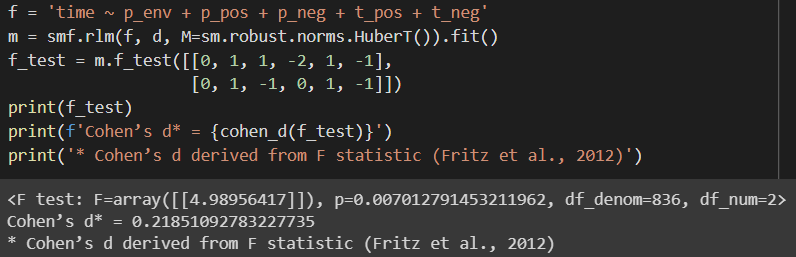 f = 'time ~ p_env + p_pos + p_neg + t_pos + t_neg'
m = smf.rlm(f, d, M=sm.robust.norms.HuberT()).fit()
f_test = m.f_test([[0, 1, 1, -2, 1, -1],
[0, 1, -1, 0, 1, -1]])
print(f_test)
print(f'Cohen’s d* = {cohen_d(f_test)}')
print('* Cohen’s d derived from F statistic (Fritz et al., 2012)')
<F test: F=array([[4.98956417]]), p=0.007012791453211962, df_denom=836, df_num=2>
Cohen’s d* = 0.21851092783227735
* Cohen’s d derived from F statistic (Fritz et al., 2012)